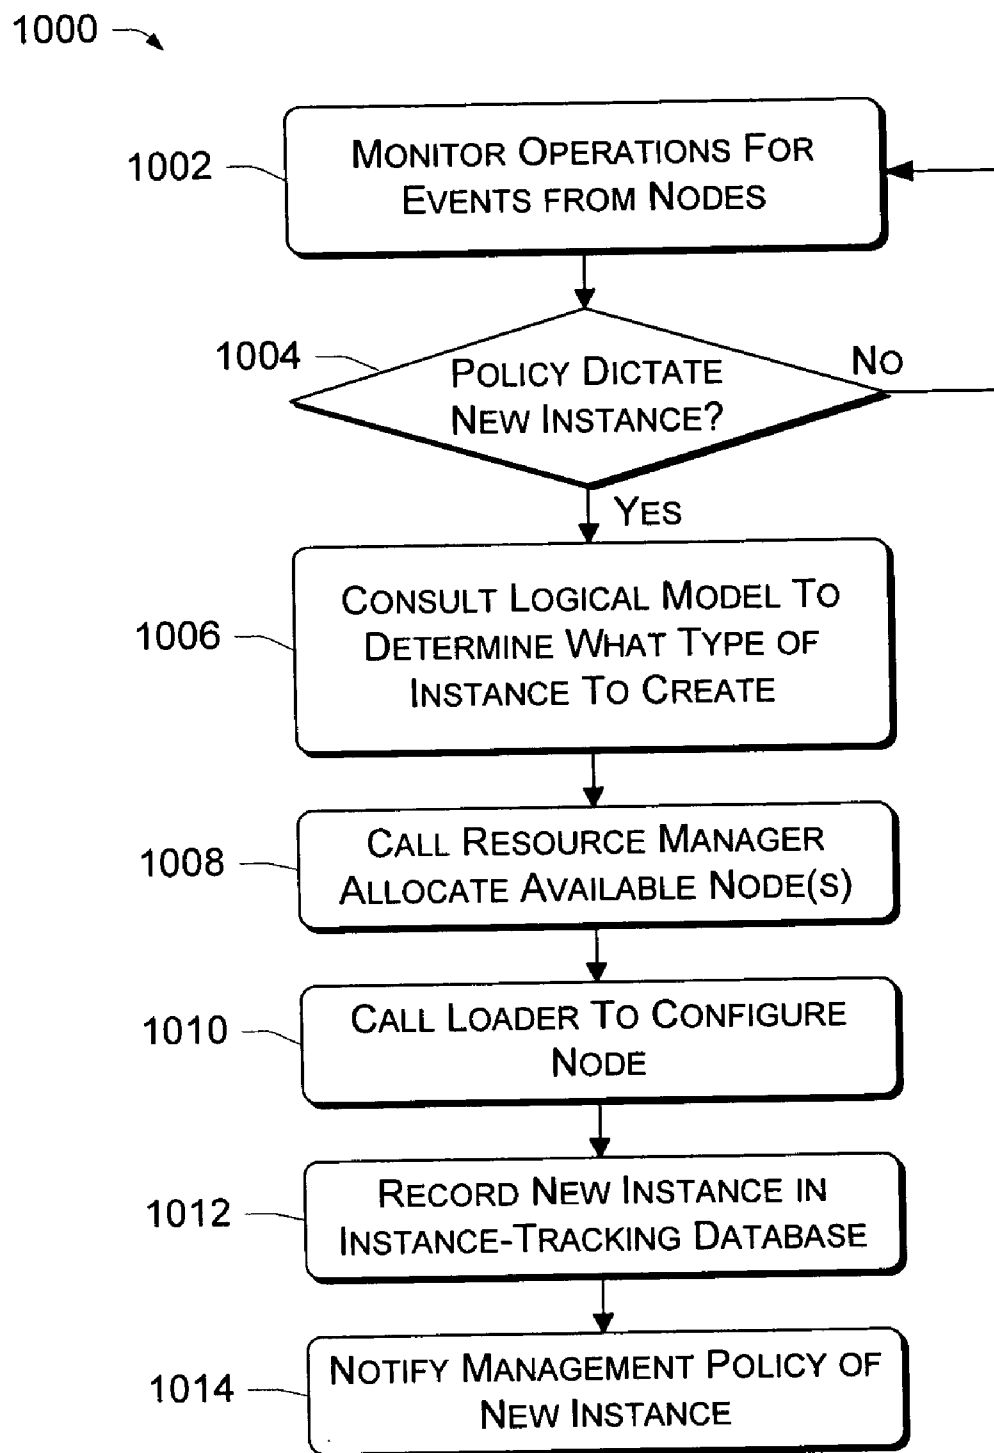 1000
1002
MONITOR OPERATIONS FOR
EVENTS FROM NODES
1004
POLICY DICTATE
NEW INSTANCE?
NO
YES
1006
CONSULT LOGICAL MODEL TO
DETERMINE WHAT TYPE OF
INSTANCE TO CREATE
1008
CALL RESOURCE MANAGER
ALLOCATE AVAILABLE NODE(S)
1010
CALL LOADER TO CONFIGURE
NODE
1012
RECORD NEW INSTANCE IN
INSTANCE-TRACKING DATABASE
1014
NOTIFY MANAGEMENT POLICY OF
NEW INSTANCE